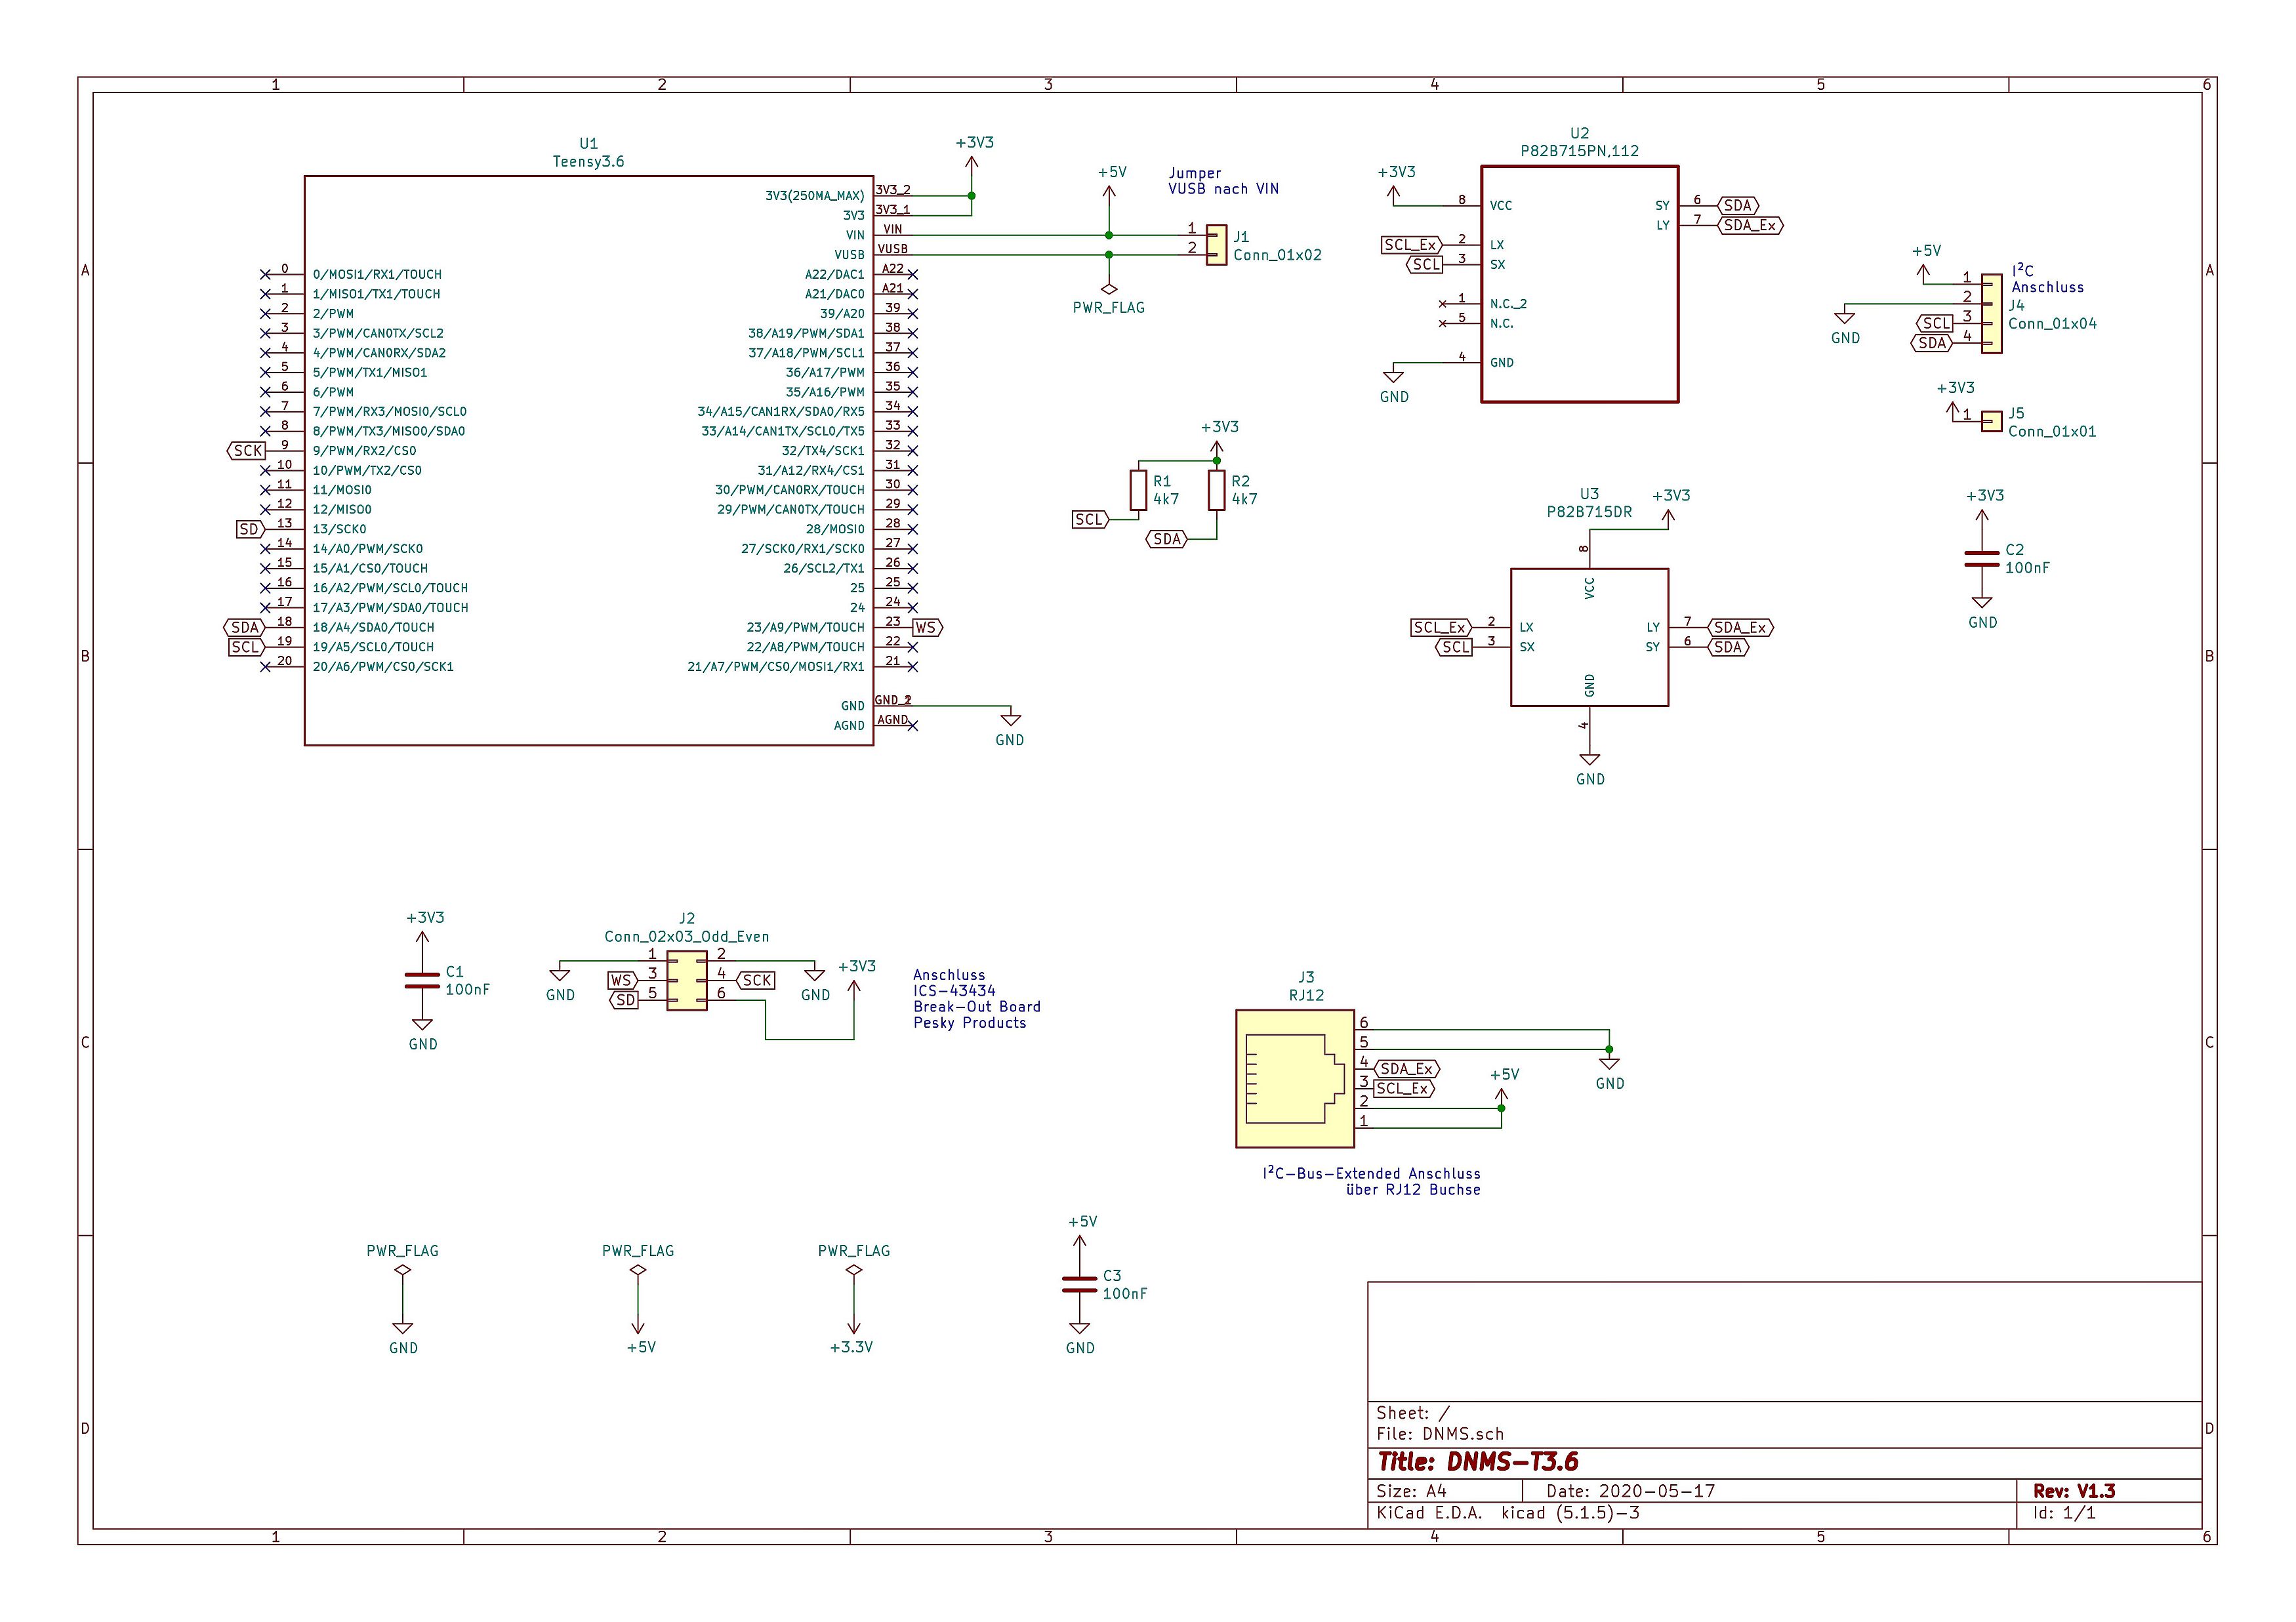 1 2 3 4 5 6
A
B
C
D
A
B
C
D
U1
Teensy3.6
0 0/MOSI1/RX1/TOUCH
1 1/MISO1/TX1/TOUCH
2 2/PWM
3 3/PWM/CAN0TX/SCL2
4 4/PWM/CAN0RX/SDA2
5 5/PWM/TX1/MISO1
6 6/PWM
7 7/PWM/RX3/MOSI0/SCL0
8 8/PWM/TX3/MISO0/SDA0
SCK 9 9/PWM/RX2/CS0
10 10/PWM/TX2/CS0
11 11/MOSI0
12 12/MISO0
SD 13 13/SCK0
14 14/A0/PWM/SCK0
15 15/A1/CS0/TOUCH
16 16/A2/PWM/SCL0/TOUCH
17 17/A3/PWM/SDA0/TOUCH
SDA 18 18/A4/SDA0/TOUCH
SCL 19 19/A5/SCL0/TOUCH
20 20/A6/PWM/CS0/SCK1
3V3(250MA_MAX) 3V3_2
3V3 3V3_1
VIN VIN
VUSB VUSB
A22/DAC1 A22
A21/DAC0 A21
39/A20 39
38/A19/PWM/SDA1 38
37/A18/PWM/SCL1 37
36/A17/PWM 36
35/A16/PWM 35
34/A15/CAN1RX/SDA0/RX5 34
33/A14/CAN1TX/SCL0/TX5 33
32/TX4/SCK1 32
31/A12/RX4/CS1 31
30/PWM/CAN0RX/TOUCH 30
29/PWM/CAN0TX/TOUCH 29
28/MOSI0 28
27/SCK0/RX1/SCK0 27
26/SCL2/TX1 26
25 25
24 24
23/A9/PWM/TOUCH 23 WS
22/A8/PWM/TOUCH 22
21/A7/PWM/CS0/MOSI1/RX1 21
GND
AGND AGND
GND
+3V3
+5V
Jumper
VUSB nach VIN
1 J1
2 Conn_01x02
PWR_FLAG
U2
P82B715PN,112
+3V3
8 VCC
SCL_Ex 2 LX
SCL 3 SX
1 N.C._2
5 N.C.
4 GND
GND
SY 6 SDA
LY 7 SDA_Ex
+5V
I²C
Anschluss
J4
Conn_01x04
1
2
SCL 3
SDA 4
GND
+3V3
1 J5
Conn_01x01
+3V3
R1
4k7
R2
4k7
SCL
SDA
U3
P82B715DR
+3V3
8
VCC
SCL_Ex 2 LX
SCL 3 SX
LY 7 SDA_Ex
SY 6 SDA
GND
4
GND
+3V3
C2
100nF
GND
+3V3
C1
100nF
GND
J2
Conn_02x03_Odd_Even
1 2
WS 3 4 SCK
SD 5 6
GND
GND
+3V3
Anschluss
ICS-43434
Break-Out Board
Pesky Products
J3
RJ12
6
5
4 SDA_Ex
3 SCL_Ex
2
1
+5V
GND
I²C-Bus-Extended Anschluss
über RJ12 Buchse
PWR_FLAG
GND
PWR_FLAG
+5V
PWR_FLAG
+3.3V
+5V
C3
100nF
GND
Sheet: /
File: DNMS.sch
Title: DNMS-T3.6
Size: A4 Date: 2020-05-17 Rev: V1.3
KiCad E.D.A. kicad (5.1.5)-3 Id: 1/1
1 2 3 4 5 6